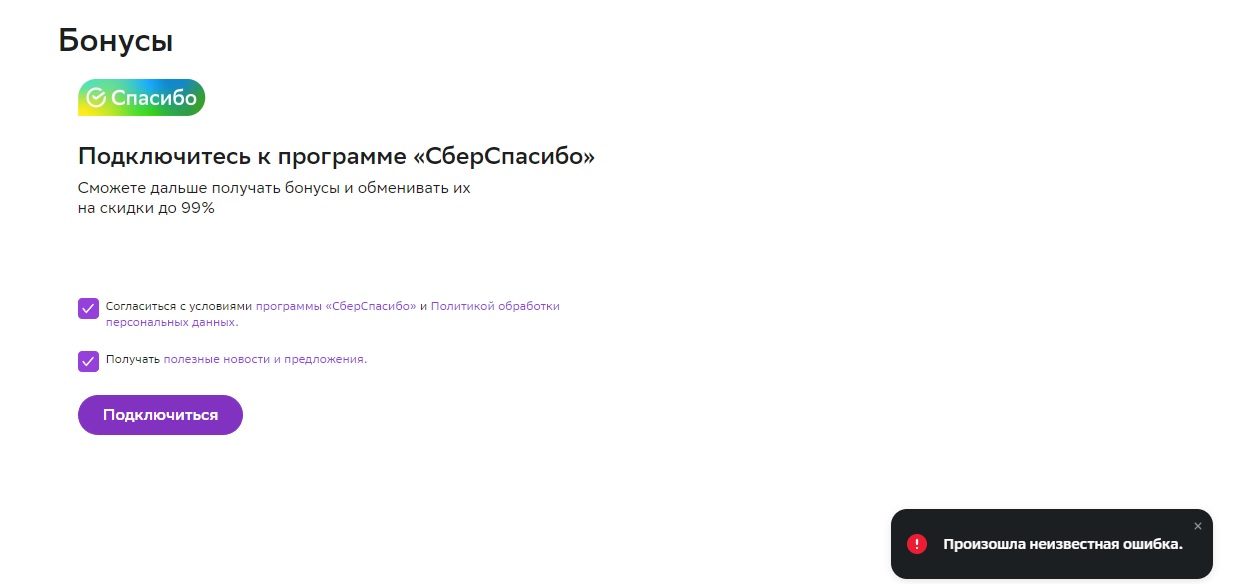 Бонусы
Спасибо
Подключитесь к программе «СберСпасибо»
Сможете дальше получать бонусы и обменивать их
на скидки до 99%
Согласиться с условиями программы «СберСпасибо» и Политикой обработки
персональных данных.
Получать полезные новости и предложения.
Подключиться
Произошла неизвестная ошибка.